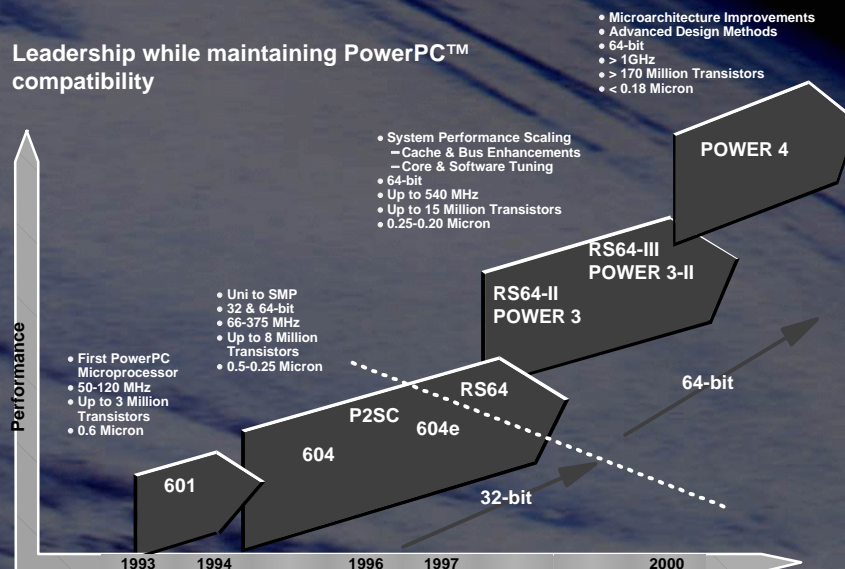 Leadership while maintaining PowerPC™
compatibility
• Microarchitecture Improvements
• Advanced Design Methods
• 64-bit
• > 1GHz
• > 170 Million Transistors
• < 0.18 Micron
POWER 4
• System Performance Scaling
– Cache & Bus Enhancements
– Core & Software Tuning
• 64-bit
• Up to 540 MHz
• Up to 15 Million Transistors
• 0.25-0.20 Micron
RS64-III
POWER 3-II
RS64-II
POWER 3
• Uni to SMP
• 32 & 64-bit
• 66-375 MHz
• Up to 8 Million
Transistors
• 0.5-0.25 Micron
64-bit
• First PowerPC
Microprocessor
• 50-120 MHz
• Up to 3 Million
Transistors
• 0.6 Micron
Performance
RS64
P2SC
604e
604
601
32-bit
1993 1994 1996 1997 2000